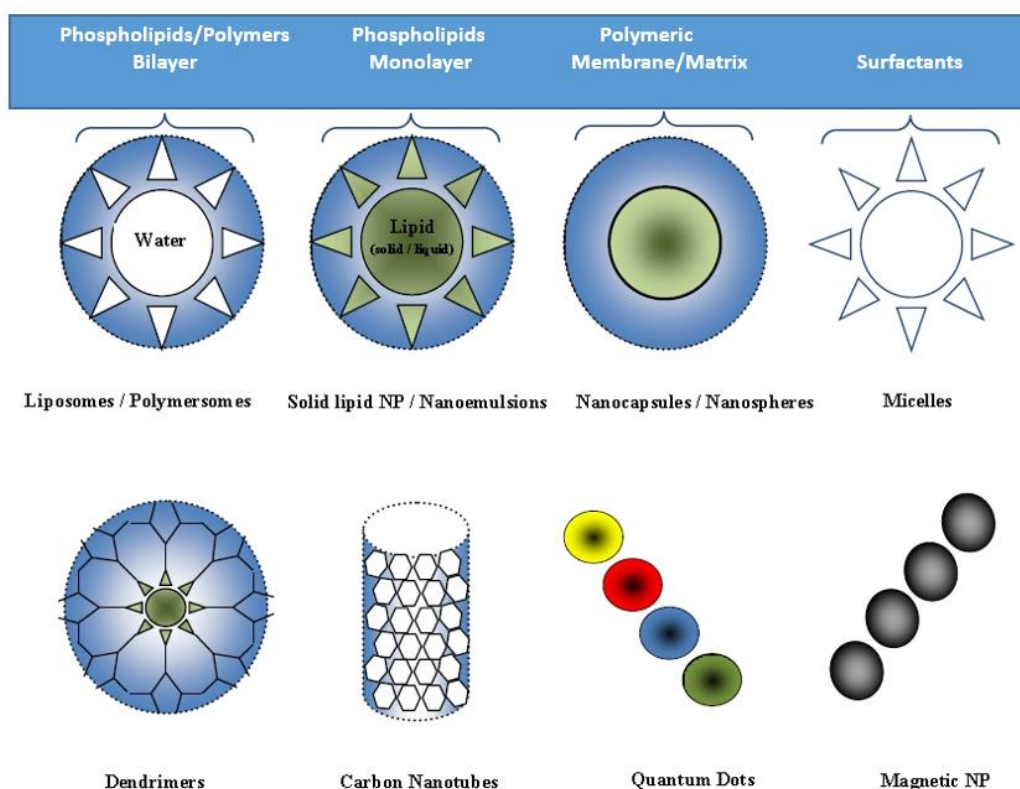 Phospholipids/Polymers
Bilayer
Phospholipids
Monolayer
Polymeric
Membrane/Matrix
Surfactants
Water
Lipid
(solid / liquid)
Liposomes / Polymersomes
Solid lipid NP / Nanoemulsions
Nanocapsules / Nanospheres
Micelles
Dendrimers
Carbon Nanotubes
Quantum Dots
Magnetic NP